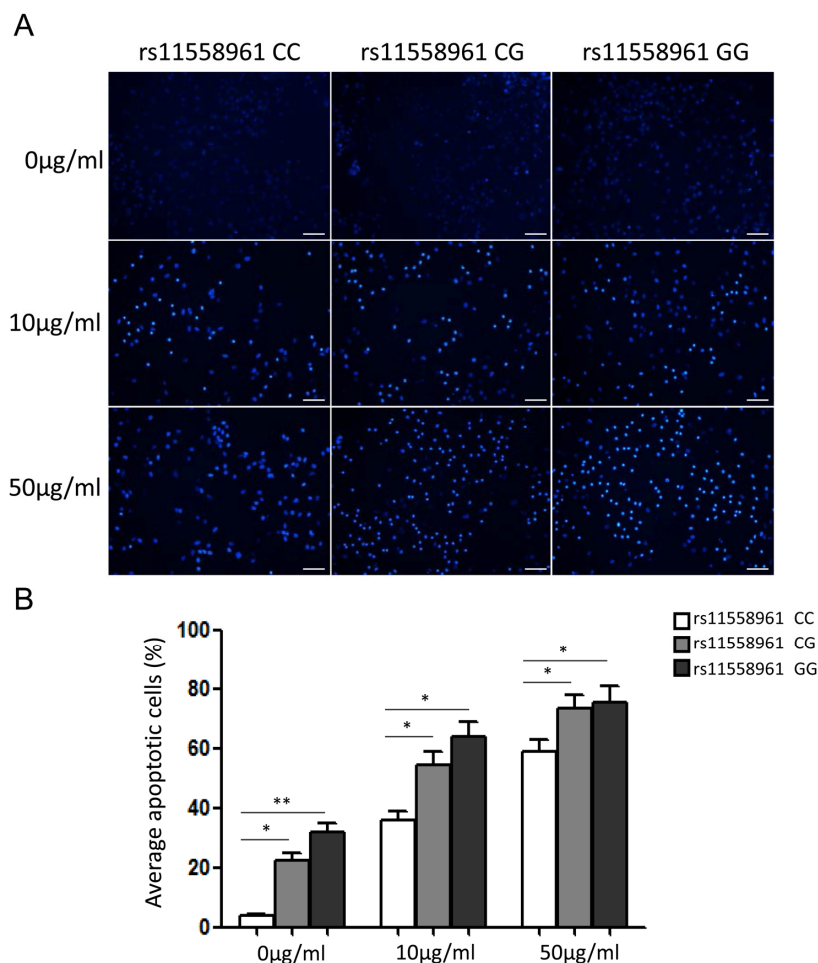 A
rs11558961 CC
rs11558961 CG
rs11558961 GG
0µg/ml
10µg/ml
50µg/ml
B
Average apoptotic cells (%)
100
80
60
40
20
0
**
*
*
*
*
*
0µg/ml
10µg/ml
50µg/ml
rs11558961 CC
rs11558961 CG
rs11558961 GG